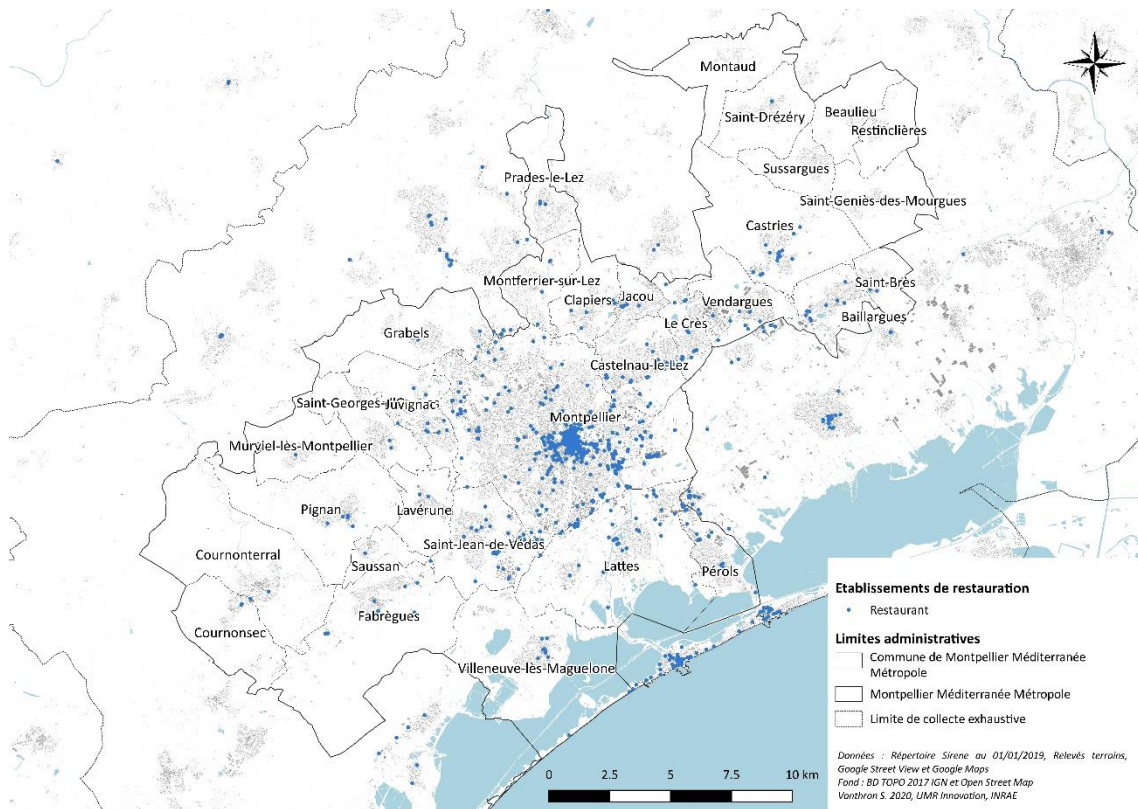 Montaud
Saint-Drézéry
Beaulieu
Restinclières
Sussargues
Prades-le-Lez
Saint-Geniès-des-Mourgues
Castries
Montferrier-sur-Lez
Saint-Brès
Clapiers
Jacou
Vendargues
Baillargues
Le Crès
Grabels
Castelnau-le-Lez
Juvignac
Montpellier
Murviel-lès-Montpellier
Pignan
Lavérune
Saint-Jean-de-Védas
Cournonterral
Saussan
Lattes
Pérols
Fabrègues
Cournonsec
Villeneuve-lès-Maguelone
0 2.5 5 7.5 10 km
Etablissements de restauration
Restaurant
Limites administratives
Commune de Montpellier Méditerranée
Métropole
Montpellier Méditerranée Métropole
Limite de collecte exhaustive
Données : Répertoire Sirene au 01/01/2019, Relevés terroins,
Google Street View et Google Maps
Fond : BD TOPO 2017 IGN et Open Street Map
Vonthron S. 2020, UMR Innovation, INRAE